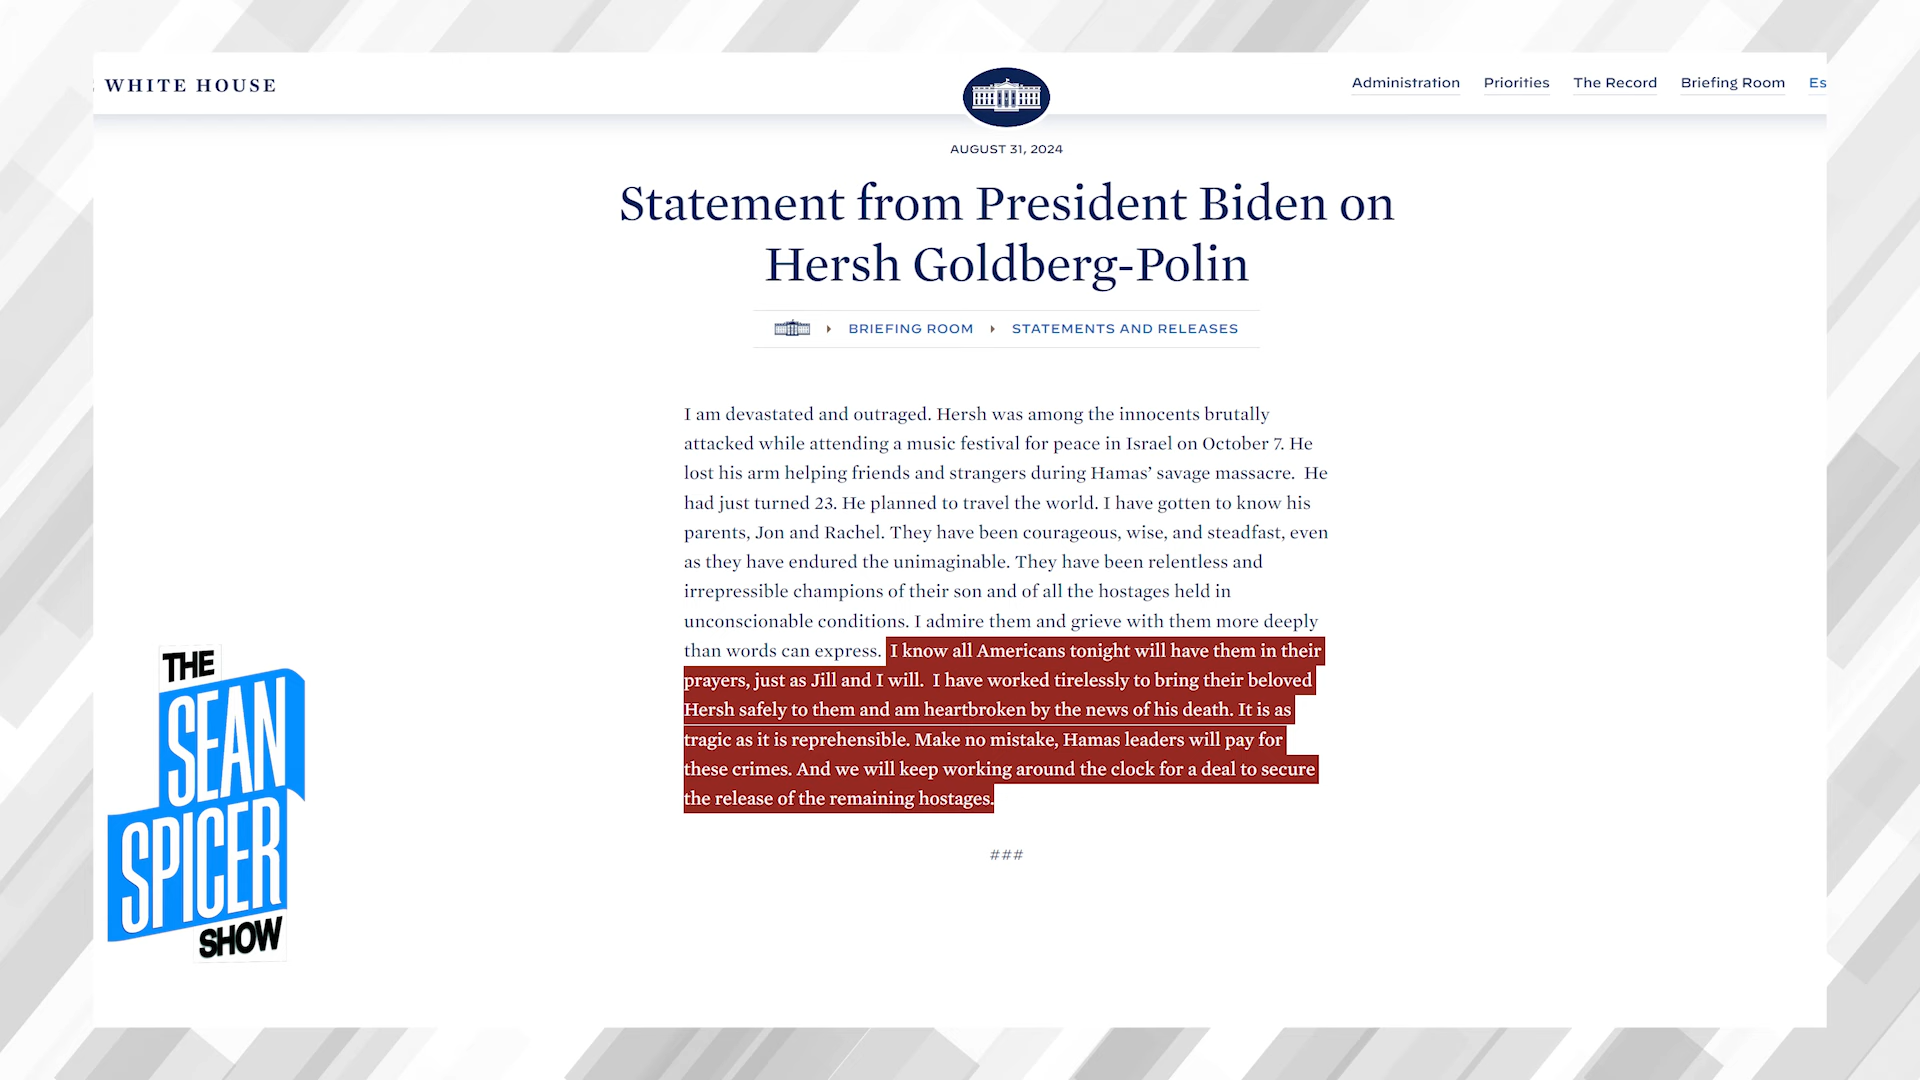 WHITE HOUSE
Administration Priorities The Record Briefing Room Es
AUGUST 31, 2024
Statement from President Biden on
Hersh Goldberg-Polin
BRIEFING ROOM STATEMENTS AND RELEASES
I am devastated and outraged. Hersh was among the innocents brutally
attacked while attending a music festival for peace in Israel on October 7. He
lost his arm helping friends and strangers during Hamas’ savage massacre.  He
had just turned 23. He planned to travel the world. I have gotten to know his
parents, Jon and Rachel. They have been courageous, wise, and steadfast, even
as they have endured the unimaginable. They have been relentless and
irrepressible champions of their son and of all the hostages held in
unconscionable conditions. I admire them and grieve with them more deeply
than words can express.  I know all Americans tonight will have them in their
prayers, just as Jill and I will.  I have worked tirelessly to bring their beloved
Hersh safely to them and am heartbroken by the news of his death. It is as
tragic as it is reprehensible. Make no mistake, Hamas leaders will pay for
these crimes. And we will keep working around the clock for a deal to secure
the release of the remaining hostages.
###
THE
SEAN
SPICER
SHOW